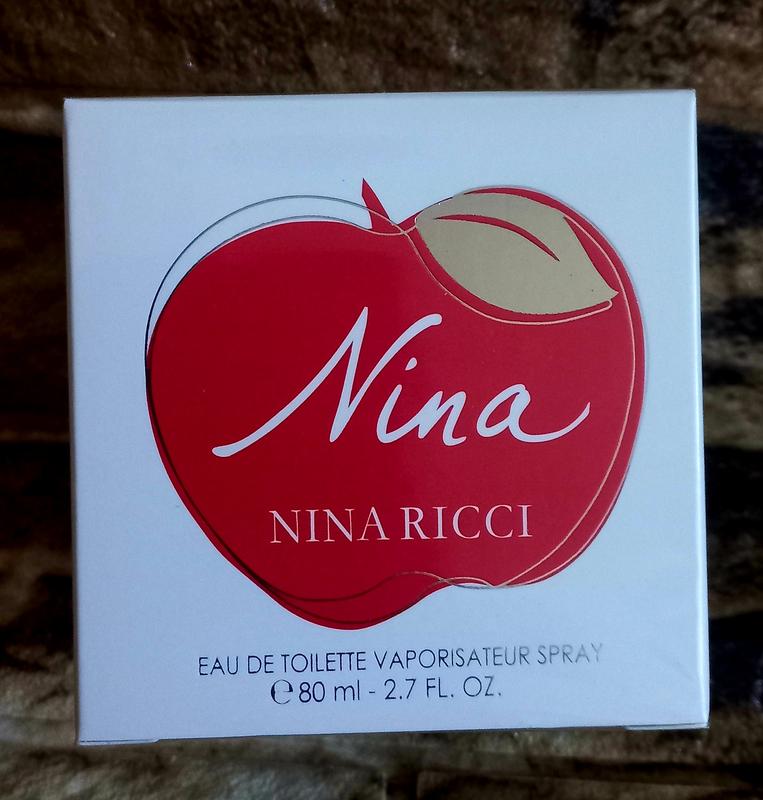 Nina
NINA RICCI
EAU DE TOILETTE VAPORISATEUR SPRAY
℮ 80 ml - 2.7 FL. OZ.